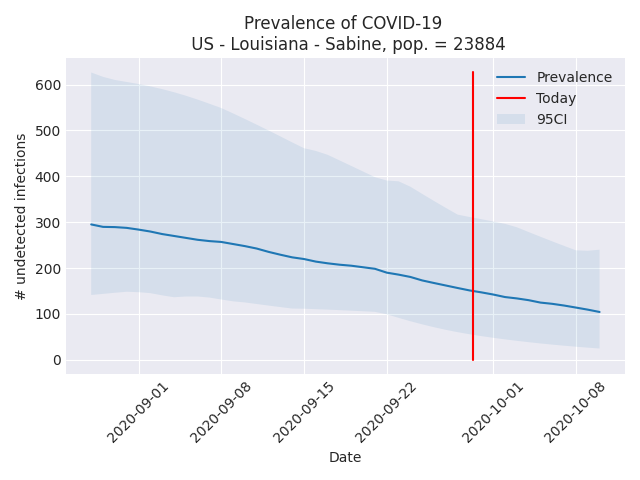 Prevalence of COVID-19
US - Louisiana - Sabine, pop. = 23884
# undetected infections
600
500
400
300
200
100
0
Prevalence
Today
95CI
2020-09-01
2020-09-08
2020-09-15
2020-09-22
2020-10-01
2020-10-08
Date